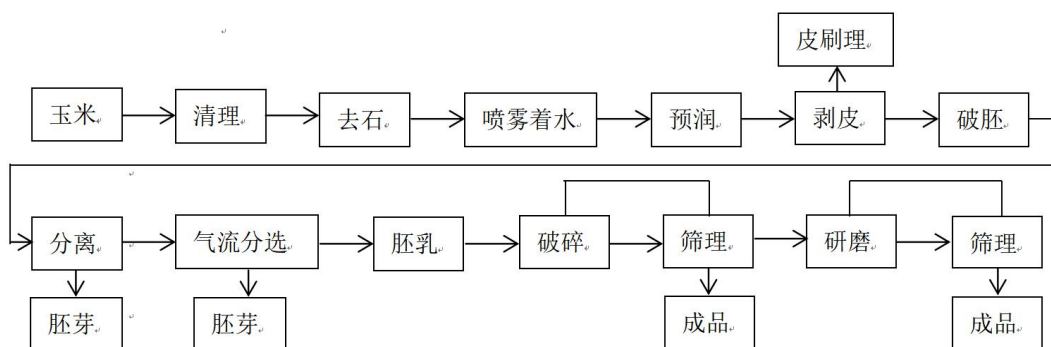 皮刷理
玉米
清理
去石
喷雾着水
预润
剥皮
破胚
分离
气流分选
胚乳
破碎
筛理
研磨
筛理
胚芽
胚芽
成品
成品